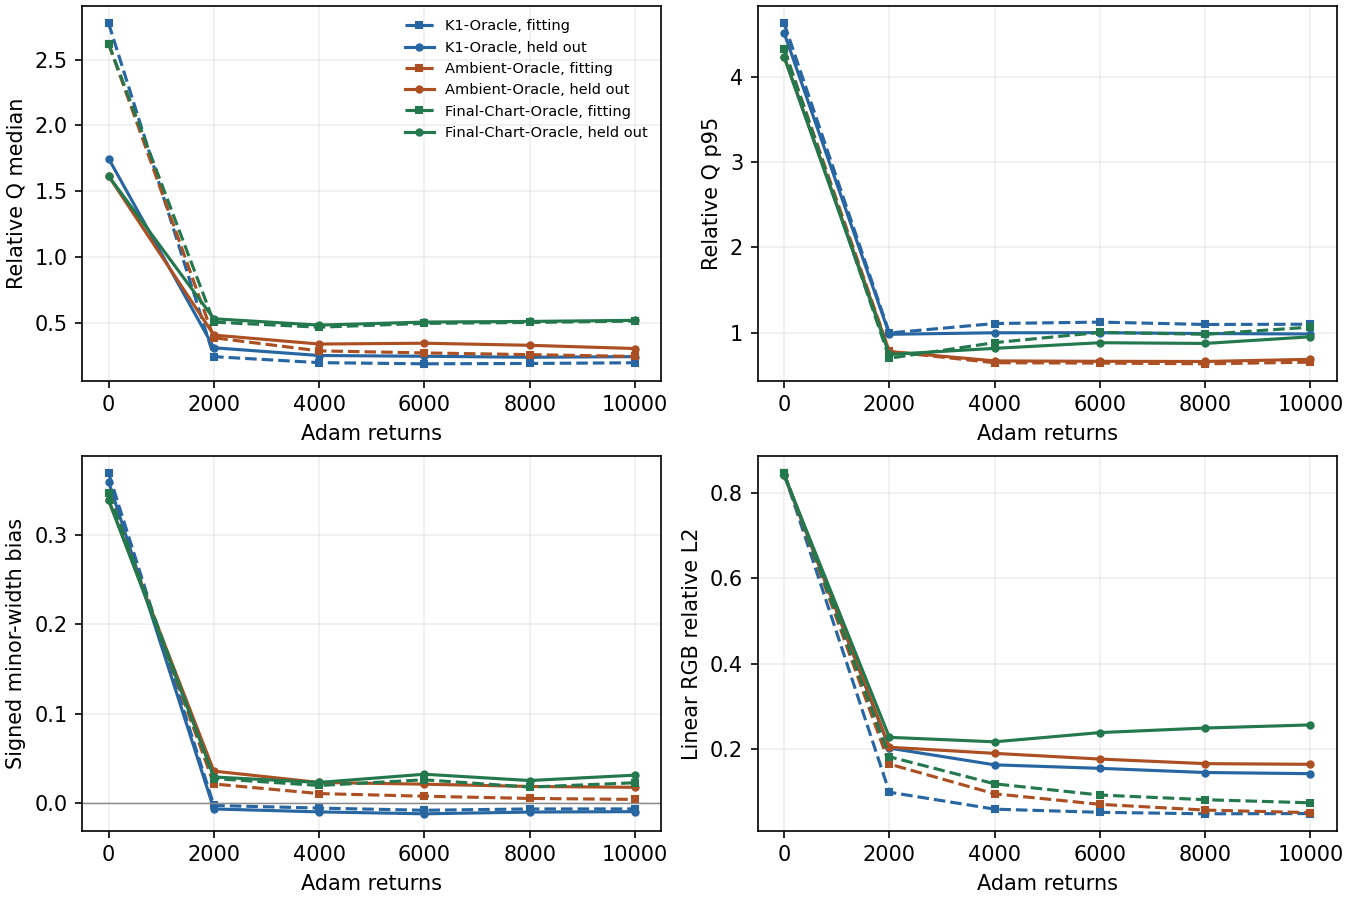 Relative Q median
2.5
2.0
1.5
1.0
0.5
K1-Oracle, fitting
K1-Oracle, held out
Ambient-Oracle, fitting
Ambient-Oracle, held out
Final-Chart-Oracle, fitting
Final-Chart-Oracle, held out
0 2000 4000 6000 8000 10000
Adam returns
Relative Q p95
4
3
2
1
0 2000 4000 6000 8000 10000
Adam returns
Signed minor-width bias
0.3
0.2
0.1
0.0
0 2000 4000 6000 8000 10000
Adam returns
Linear RGB relative L2
0.8
0.6
0.4
0.2
0 2000 4000 6000 8000 10000
Adam returns